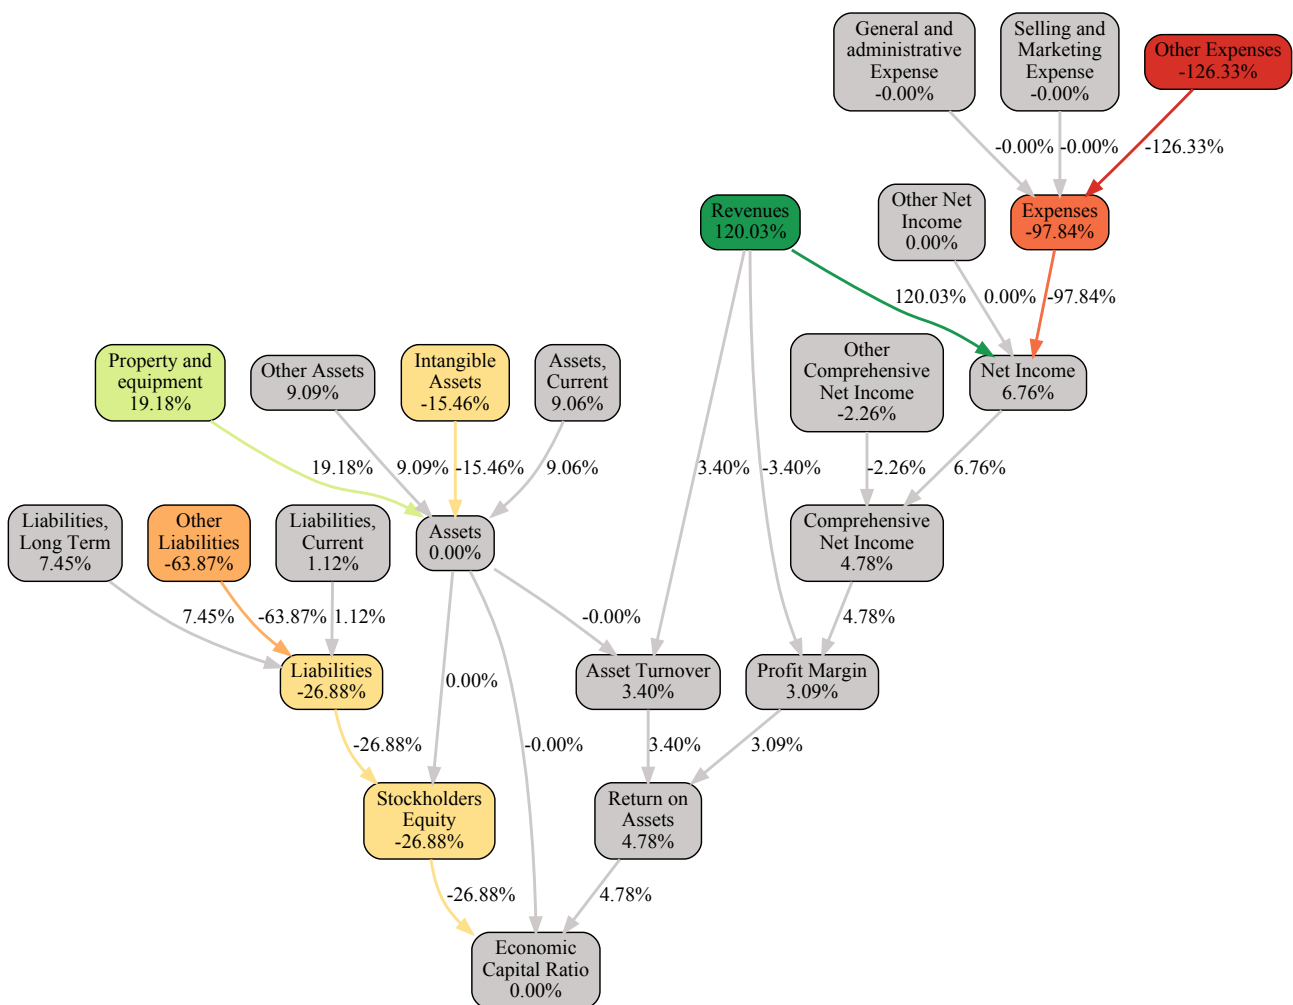 General and
administrative
Expense
-0.00%
Selling and
Marketing
Expense
-0.00%
Other Expenses
-126.33%
-0.00%
-0.00%
-126.33%
Revenues
120.03%
Other Net
Income
0.00%
Expenses
-97.84%
120.03%
0.00%
-97.84%
Property and
equipment
19.18%
Other Assets
9.09%
Intangible
Assets
-15.46%
Assets,
Current
9.06%
Other
Comprehensive
Net Income
-2.26%
Net Income
6.76%
19.18%
9.09%
-15.46%
9.06%
3.40%
-3.40%
-2.26%
6.76%
Liabilities,
Long Term
7.45%
Other
Liabilities
-63.87%
Liabilities,
Current
1.12%
Assets
0.00%
Comprehensive
Net Income
4.78%
7.45%
-63.87%
1.12%
-0.00%
4.78%
Liabilities
-26.88%
0.00%
Asset Turnover
3.40%
Profit Margin
3.09%
-26.88%
-0.00%
3.40%
3.09%
Stockholders
Equity
-26.88%
Return on
Assets
4.78%
-26.88%
4.78%
Economic
Capital Ratio
0.00%